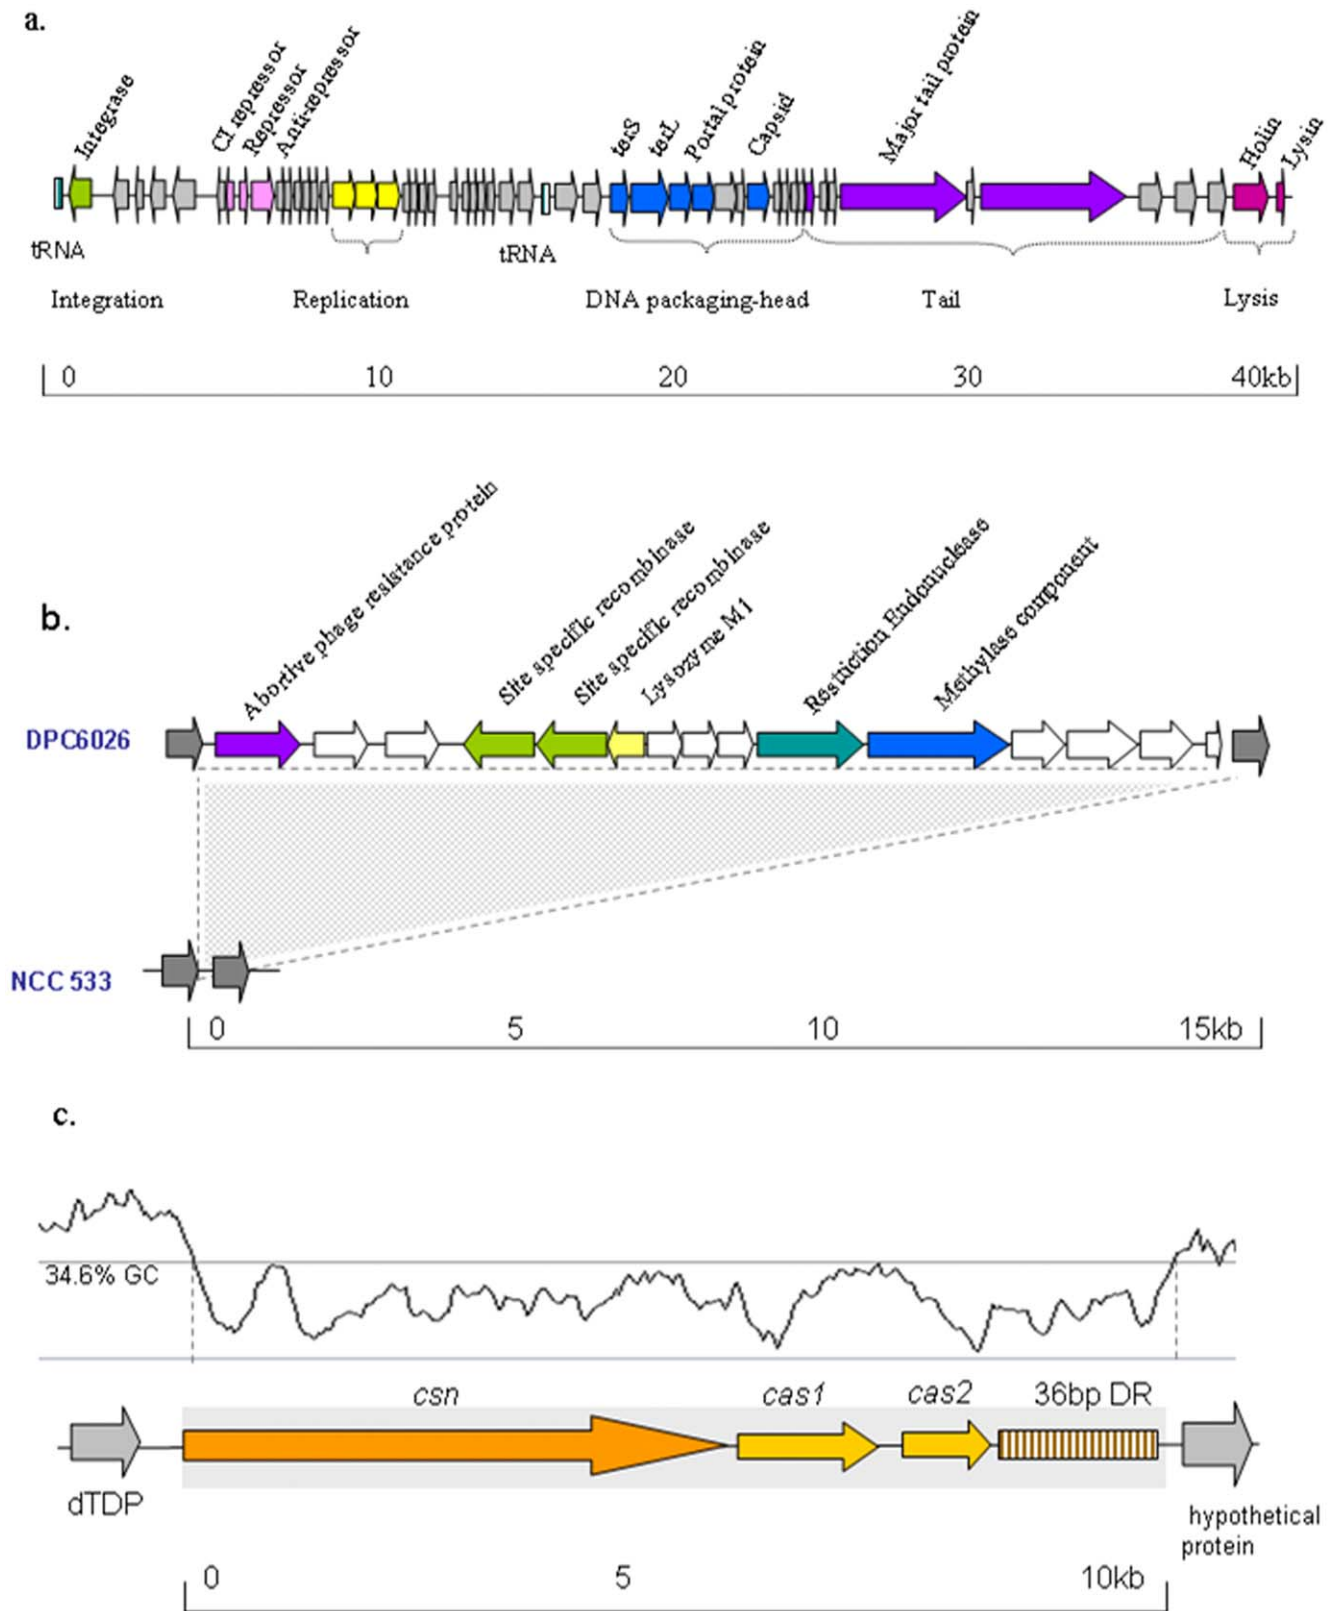 a.
Integrase
CI repressor
Repressor
Anti-repressor
terS
terL
Portal protein
Capsid
Major tail protein
Holin
Lysin
tRNA
tRNA
Integration
Replication
DNA packaging-head
Tail
Lysis
0 10 20 30 40kb
b.
Abortive phage resistance protein
Site specific recombinase
Site specific recombinase
Lysozyme M1
Restriction Endonuclease
Methylase component
DPC6026
NCC 533
0 5 10 15kb
c.
34.6% GC
csn cas1 cas2 36bp DR
dTDP
hypothetical
protein
0 5 10kb